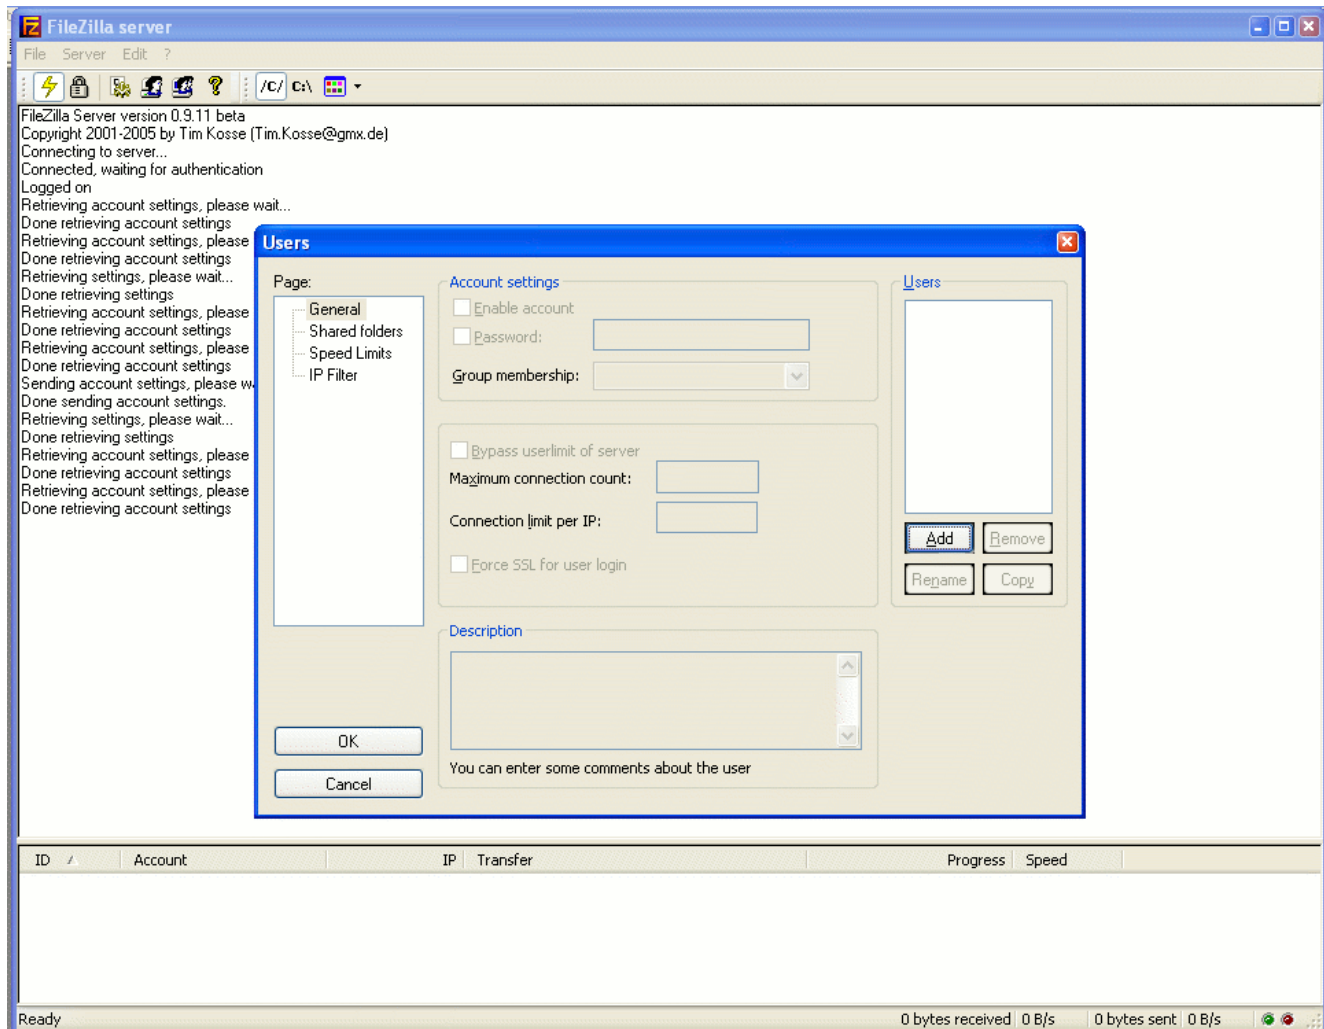 FileZilla server
File Server Edit ?
/C/ C:\
FileZilla Server version 0.9.11 beta
Copyright 2001-2005 by Tim Kosse (Tim.Kosse@gmx.de)
Connecting to server...
Connected, waiting for authentication
Logged on
Retrieving account settings, please wait...
Done retrieving account settings
Retrieving account settings, please
Done retrieving account settings
Retrieving settings, please wait...
Done retrieving settings
Retrieving account settings, please
Done retrieving account settings
Retrieving account settings, please
Done retrieving account settings
Sending account settings, please w
Done sending account settings.
Retrieving settings, please wait...
Done retrieving settings
Retrieving account settings, please
Done retrieving account settings
Retrieving account settings, please
Done retrieving account settings
Users
Page:
General
Shared folders
Speed Limits
IP Filter
OK
Cancel
Account settings
Enable account
Password:
Group membership:
Bypass userlimit of server
Maximum connection count:
Connection limit per IP:
Force SSL for user login
Description
You can enter some comments about the user
Users
Add Remove
Rename Copy
ID Account IP Transfer Progress Speed
Ready 0 bytes received 0 B/s 0 bytes sent 0 B/s